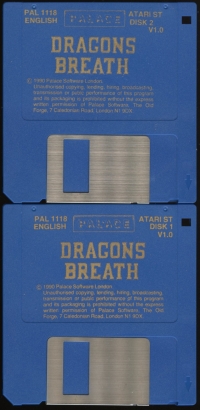 PAL 1118
ENGLISH
PALACE
ATARI ST
DISK 2
V1.0
DRAGONS
BREATH
© 1990 Palace Software London.
Unauthorised copying, lending, hiring, broadcasting,
transmission or public performance of this program
and its packaging is prohibited without the express
written permission of Palace Software, The Old
Forge, 7 Caledonian Road, London N1 9DX.
PAL 1118
ENGLISH
PALACE
ATARI ST
DISK 1
V1.0
DRAGONS
BREATH
© 1990 Palace Software London.
Unauthorised copying, lending, hiring, broadcasting,
transmission or public performance of this program
and its packaging is prohibited without the express
written permission of Palace Software, The Old
Forge, 7 Caledonian Road, London N1 9DX.